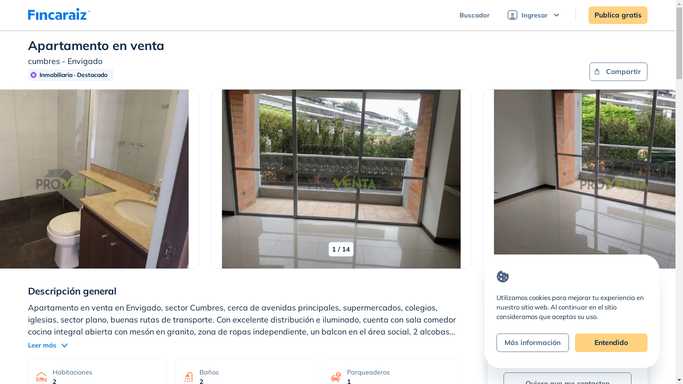 Fincaraiz
Buscador
Ingresar
Publica gratis
Apartamento en venta
cumbres - Envigado
Inmobiliaria - Destacado
Compartir
PROVENTA
PROVENTA
1 / 14
Descripción general
Apartamento en venta en Envigado, sector Cumbres, cerca de avenidas principales, supermercados, colegios,
iglesias, sector plano, buenas rutas de transporte. Con excelente distribución e iluminado, cuenta con sala comedor
cocina integral abierta con mesón en granito, zona de ropas independiente, un balcon en el área social. 2 alcobas...
Leer más
Habitaciones
2
Baños
2
Parqueaderos
1
Utilizamos cookies para mejorar tu experiencia en
nuestro sitio web. Al continuar en el sitio
consideramos que aceptas su uso.
Más información
Entendido
Quiero que me contacten